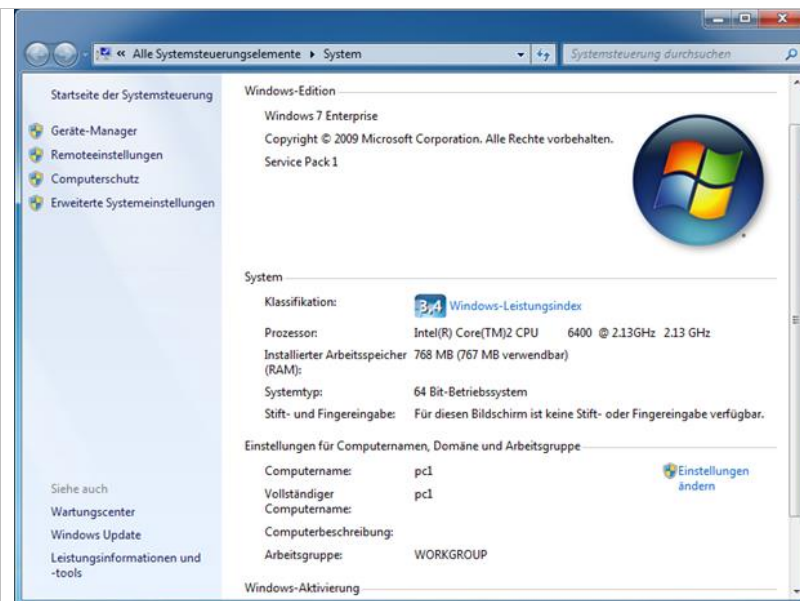 « Alle Systemsteuerungselemente ▸ System
Systemsteuerung durchsuchen
Startseite der Systemsteuerung
Geräte-Manager
Remoteeinstellungen
Computerschutz
Erweiterte Systemeinstellungen
Siehe auch
Wartungscenter
Windows Update
Leistungsinformationen und
-tools
Windows-Edition
Windows 7 Enterprise
Copyright © 2009 Microsoft Corporation. Alle Rechte vorbehalten.
Service Pack 1
System
Klassifikation: 3,4 Windows-Leistungsindex
Prozessor: Intel(R) Core(TM)2 CPU 6400 @ 2.13GHz 2.13 GHz
Installierter Arbeitsspeicher 768 MB (767 MB verwendbar)
(RAM):
Systemtyp: 64 Bit-Betriebssystem
Stift- und Fingereingabe: Für diesen Bildschirm ist keine Stift- oder Fingereingabe verfügbar.
Einstellungen für Computernamen, Domäne und Arbeitsgruppe
Computername: pc1 Einstellungen
ändern
Vollständiger pc1
Computername:
Computerbeschreibung:
Arbeitsgruppe: WORKGROUP
Windows-Aktivierung